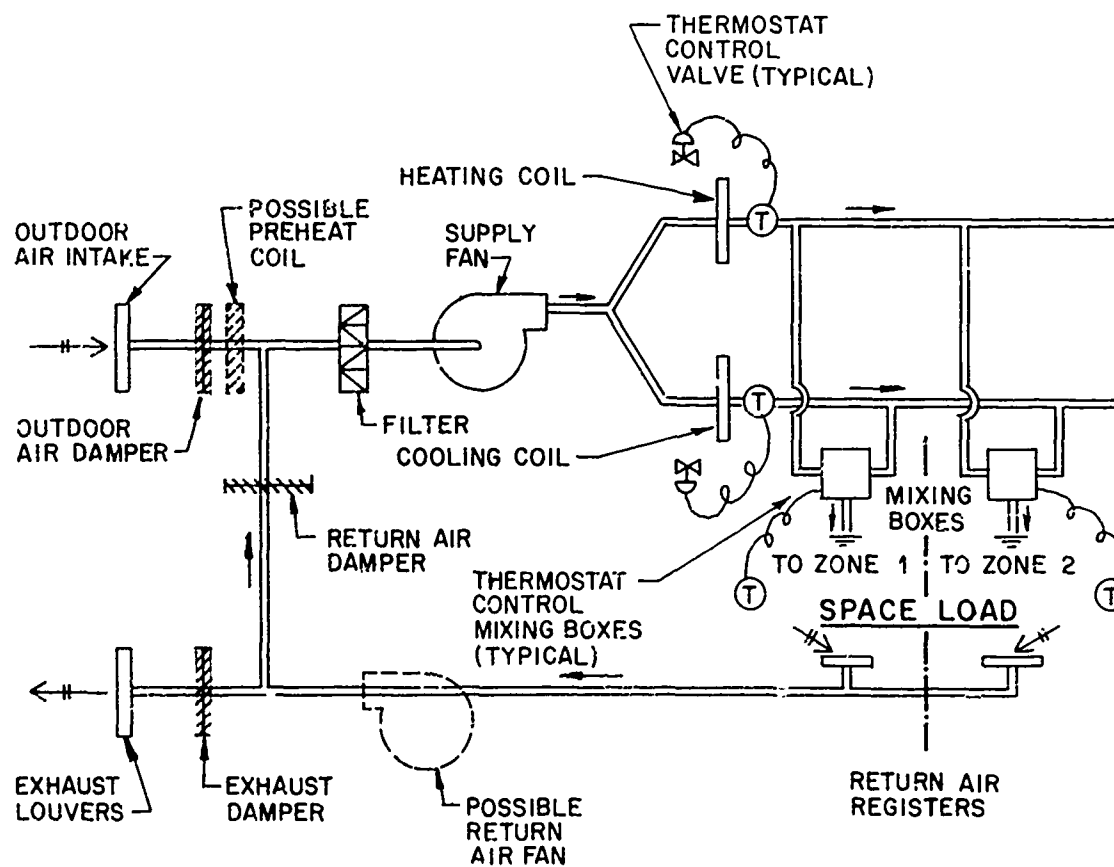 THERMOSTAT
CONTROL
VALVE (TYPICAL)
HEATING COIL
POSSIBLE
PREHEAT
COIL
OUTDOOR
AIR INTAKE
SUPPLY
FAN
T
OUTDOOR
AIR DAMPER
FILTER
COOLING COIL
T
MIXING
BOXES
RETURN AIR
DAMPER
TO ZONE 1
TO ZONE 2
THERMOSTAT
CONTROL
MIXING BOXES
(TYPICAL)
T
T
SPACE LOAD
EXHAUST
LOUVERS
EXHAUST
DAMPER
POSSIBLE
RETURN
AIR FAN
RETURN AIR
REGISTERS